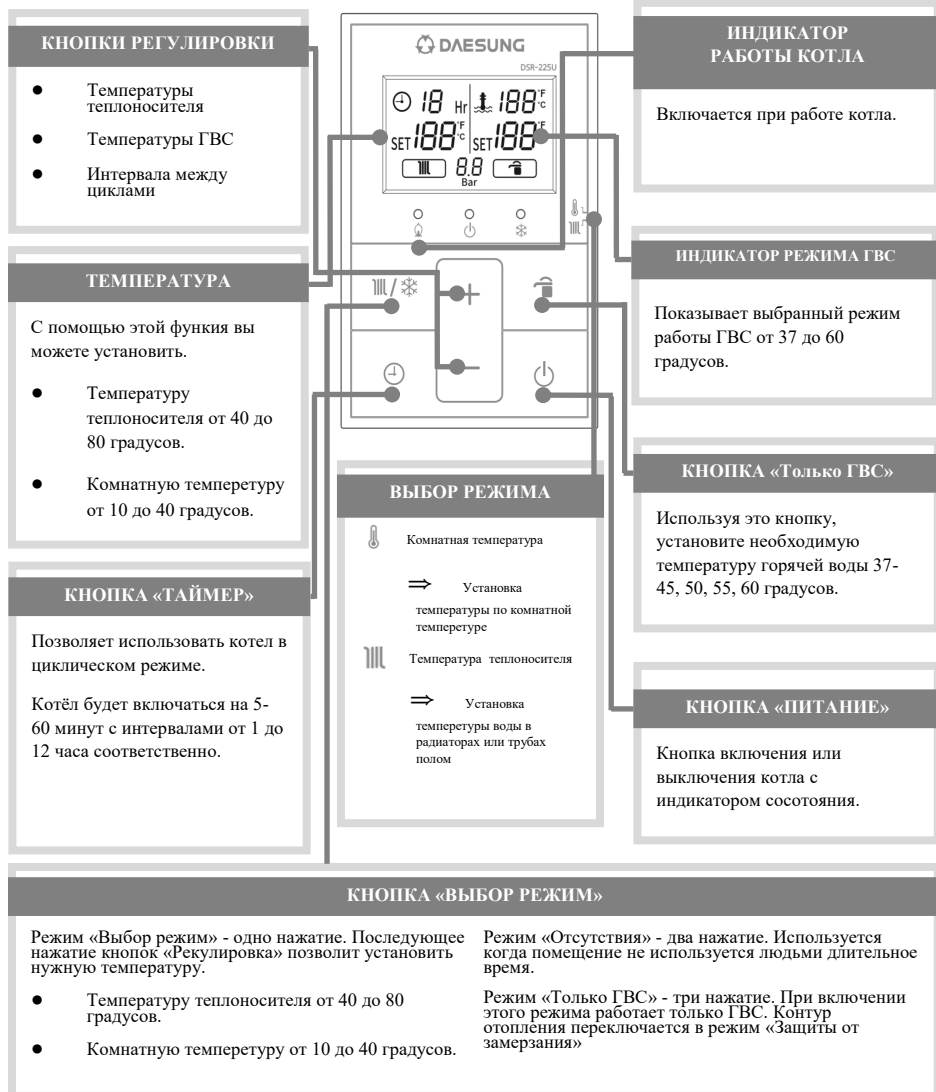 КНОПКИ РЕГУЛИРОВКИ
● Температуры
теплоносителя
● Температуры ГВС
● Интервала между
циклами
ТЕМПЕРАТУРА
С помощью этой функия вы
можете установить.
● Температуру
теплоносителя от 40 до
80 градусов.
● Комнатную темперетуру
от 10 до 40 градусов.
КНОПКА «ТАЙМЕР»
Позволяет использовать котел в
циклическом режиме.
Котёл будет включаться на 5-
60 минут с интервалами от 1 до
12 часа соответственно.
DAESUNG
DSR-225U
18 Hr 188 °F °C
SET 188 °F °C SET 188 °F °C
8.8
Bar
ВЫБОР РЕЖИМА
Комнатная температура
⇒ Установка
температуры по комнатной
темперетуре
Температура теплоносителя
⇒ Установка
темперетуры воды в
радиаторах или трубах
полом
ИНДИКАТОР
РАБОТЫ КОТЛА
Включается при работе котла.
ИНДИКАТОР РЕЖИМА ГВС
Показывает выбранный режим
работы ГВС от 37 до 60
градусов.
КНОПКА «Только ГВС»
Используя это кнопку,
установите необходимую
температуру горячей воды 37-
45, 50, 55, 60 градусов.
КНОПКА «ПИТАНИЕ»
Кнопка включения или
выключения котла с
индикатором сосотояния.
КНОПКА «ВЫБОР РЕЖИМ»
Режим «Выбор режим» - одно нажатие. Последующее
нажатие кнопок «Рекулировка» позволит установить
нужную температуру.
● Температуру теплоносителя от 40 до 80
градусов.
● Комнатную темперетуру от 10 до 40 градусов.
Режим «Отсутствия» - два нажатие. Используется
когда помещение не используется людьми длительное
время.
Режим «Только ГВС» - три нажатие. При включении
этого режима работает только ГВС. Контур
отопления переключается в режим «Защиты от
замерзания»